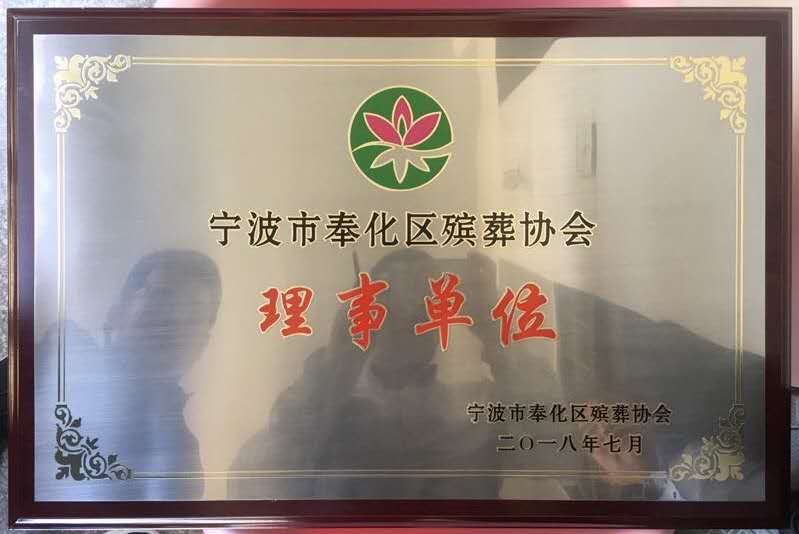 宁波市奉化区殡葬协会
理事单位
宁波市奉化区殡葬协会
二〇一八年七月